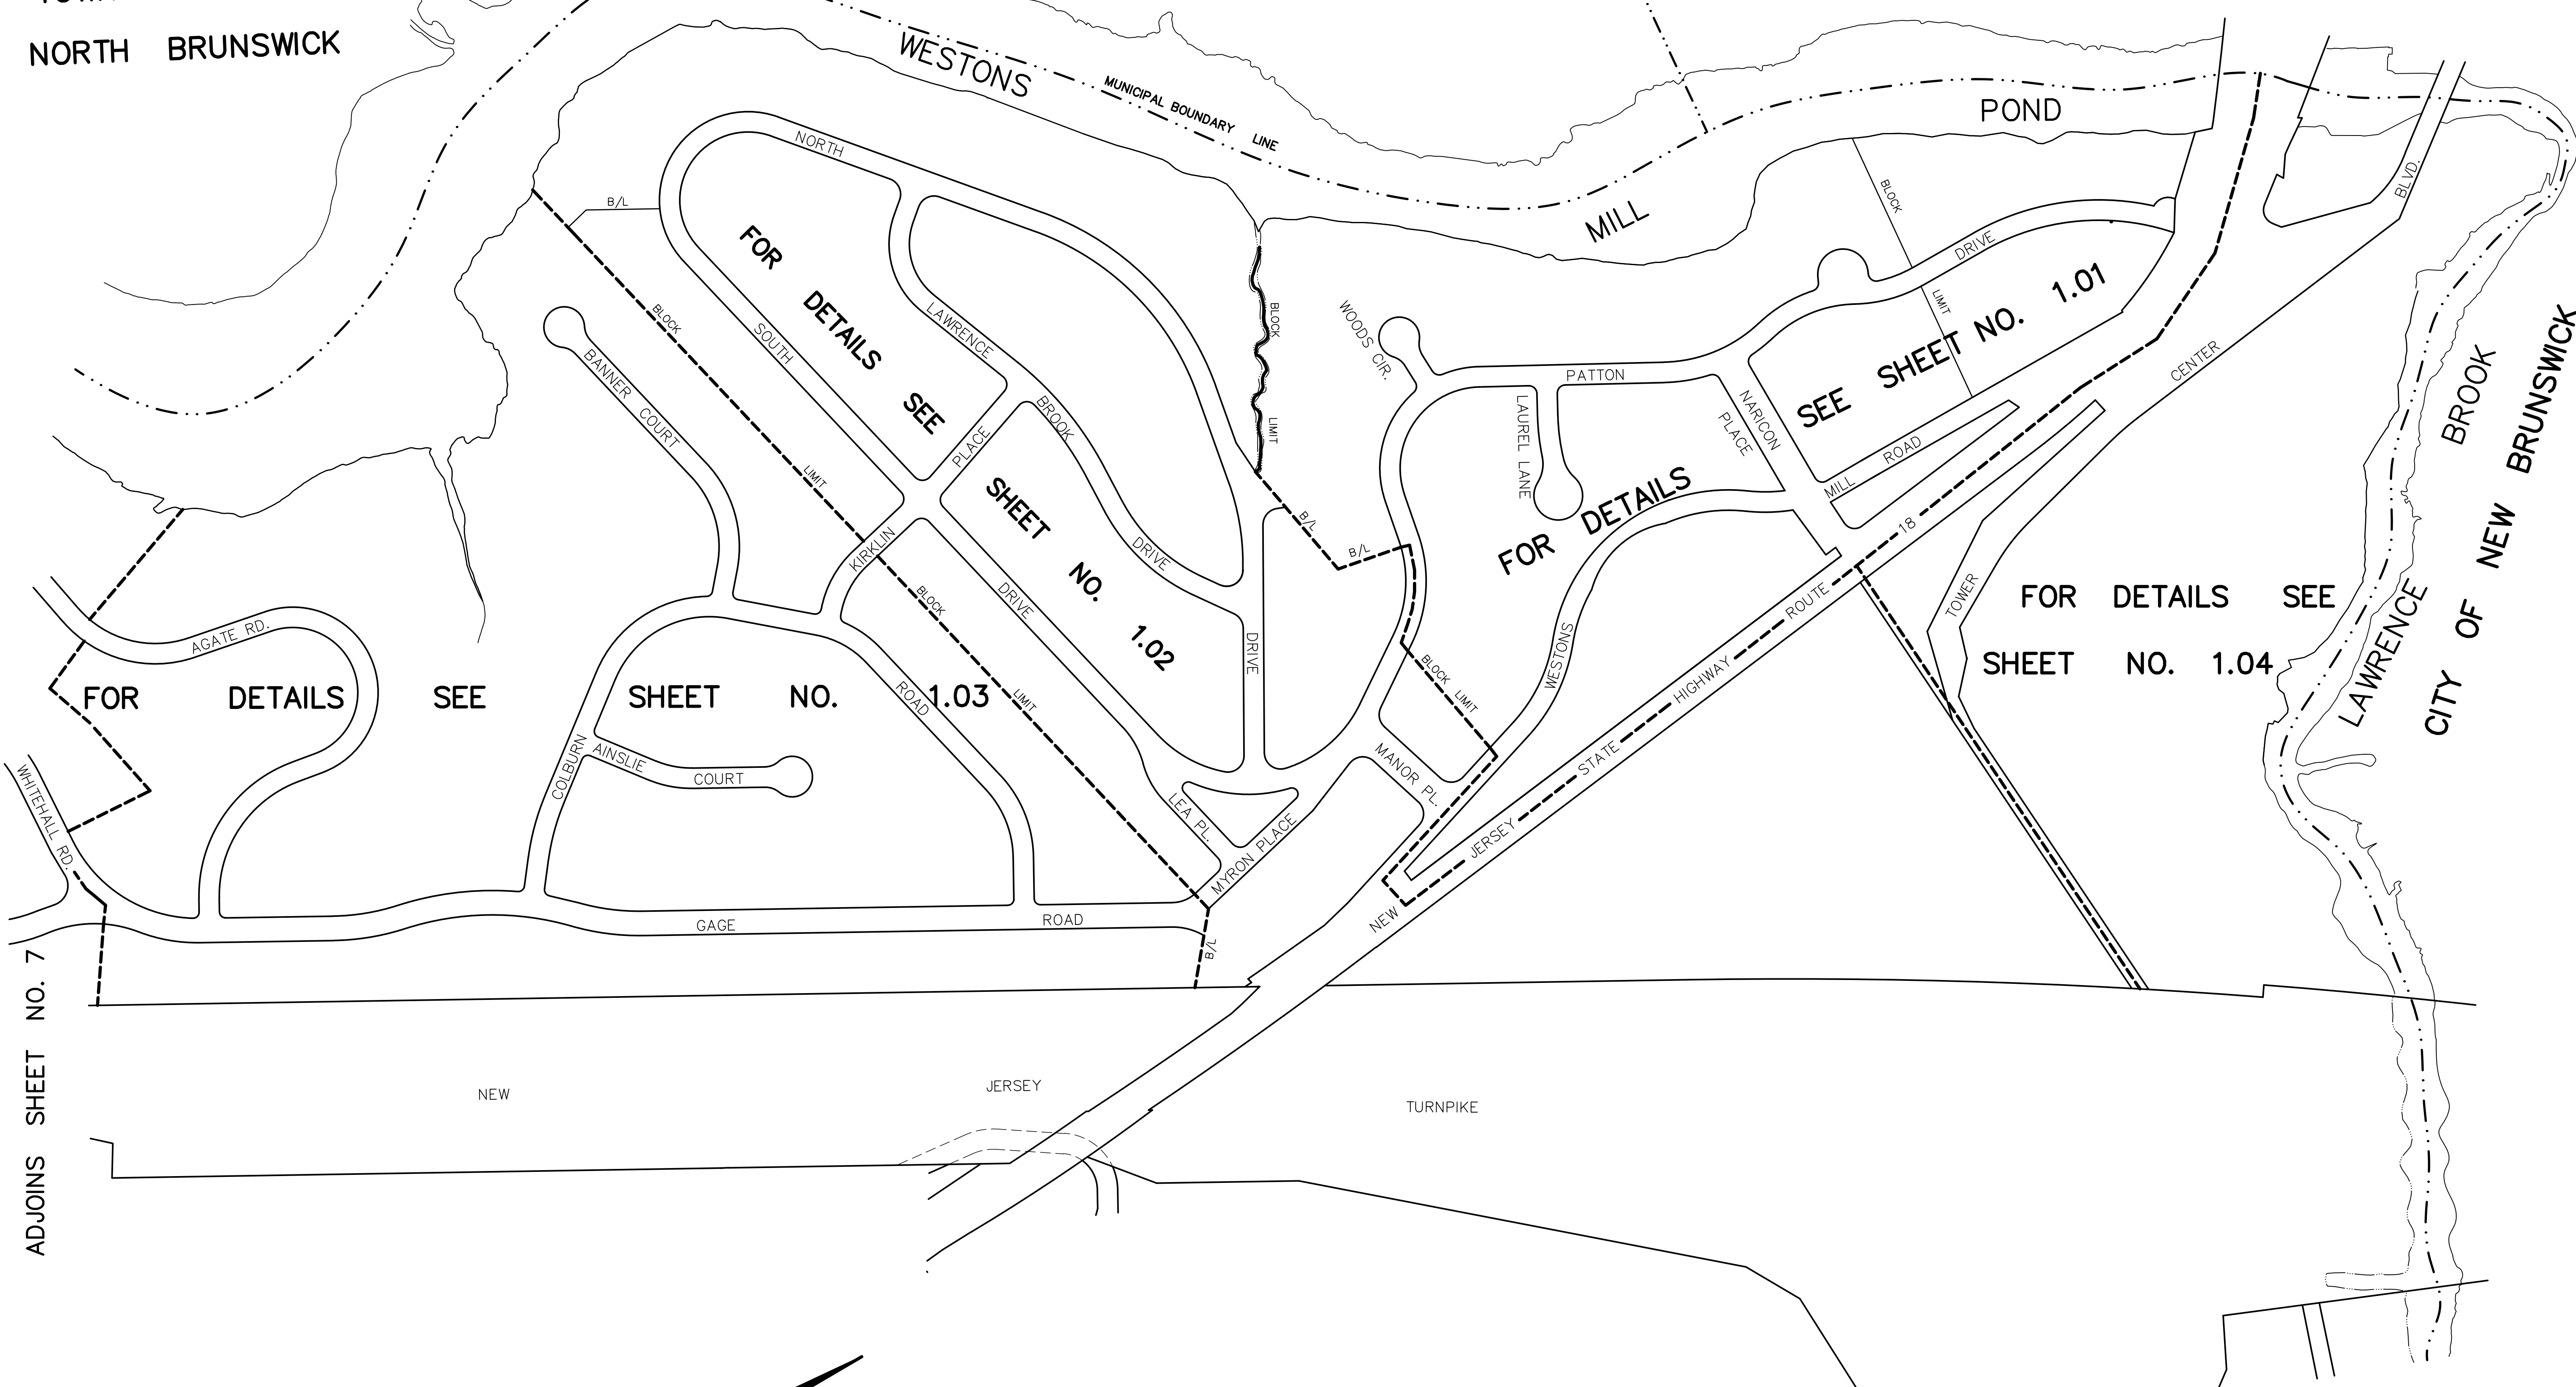 NORTH BRUNSWICK
WESTONS
MILL
POND
MUNICIPAL BOUNDARY LINE
NORTH
DRIVE
SOUTH
DRIVE
LAWRENCE
BROOK
DRIVE
B/L
BLOCK
LIMIT
BLOCK
LIMIT
BLOCK
LIMIT
FOR DETAILS SEE
SHEET NO. 1.02
BANNER COURT
KIRKLIN
PLACE
WOODS CIR.
PATTON
DRIVE
LAUREL LANE
NARICON
PLACE
BLOCK
LIMIT
FOR DETAILS
SEE SHEET NO. 1.01
MILL ROAD
WESTONS
B/L
B/L
BLOCK LIMIT
MANOR PL.
LEA PL.
MYRON PLACE
NEW JERSEY STATE HIGHWAY ROUTE 18
CENTER
BLVD.
TOWER
FOR DETAILS SEE
SHEET NO. 1.04
LAWRENCE BROOK
CITY OF NEW BRUNSWICK
AGATE RD.
FOR DETAILS SEE SHEET NO. 1.03
COLBURN
ROAD
AINSLIE COURT
WHITEHALL RD.
GAGE ROAD
B/L
ADJOINS SHEET NO. 7
NEW JERSEY TURNPIKE